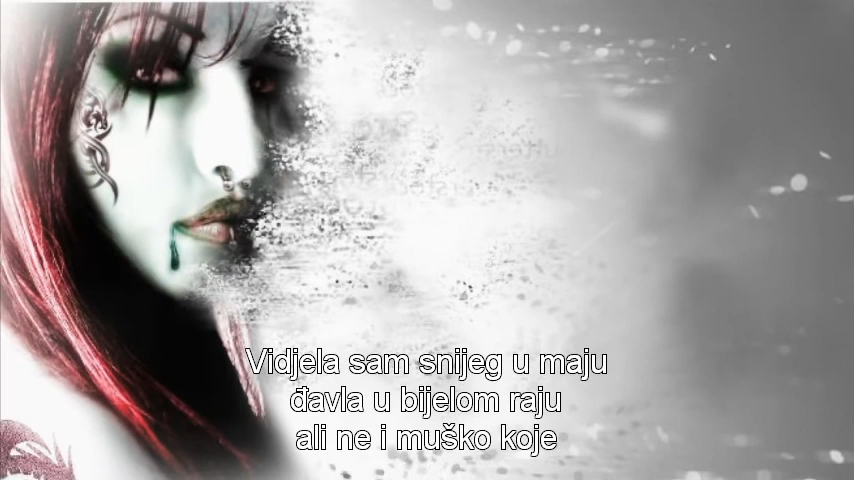 Vidjela sam snijeg u maju
đavla u bijelom raju
ali ne i muško koje